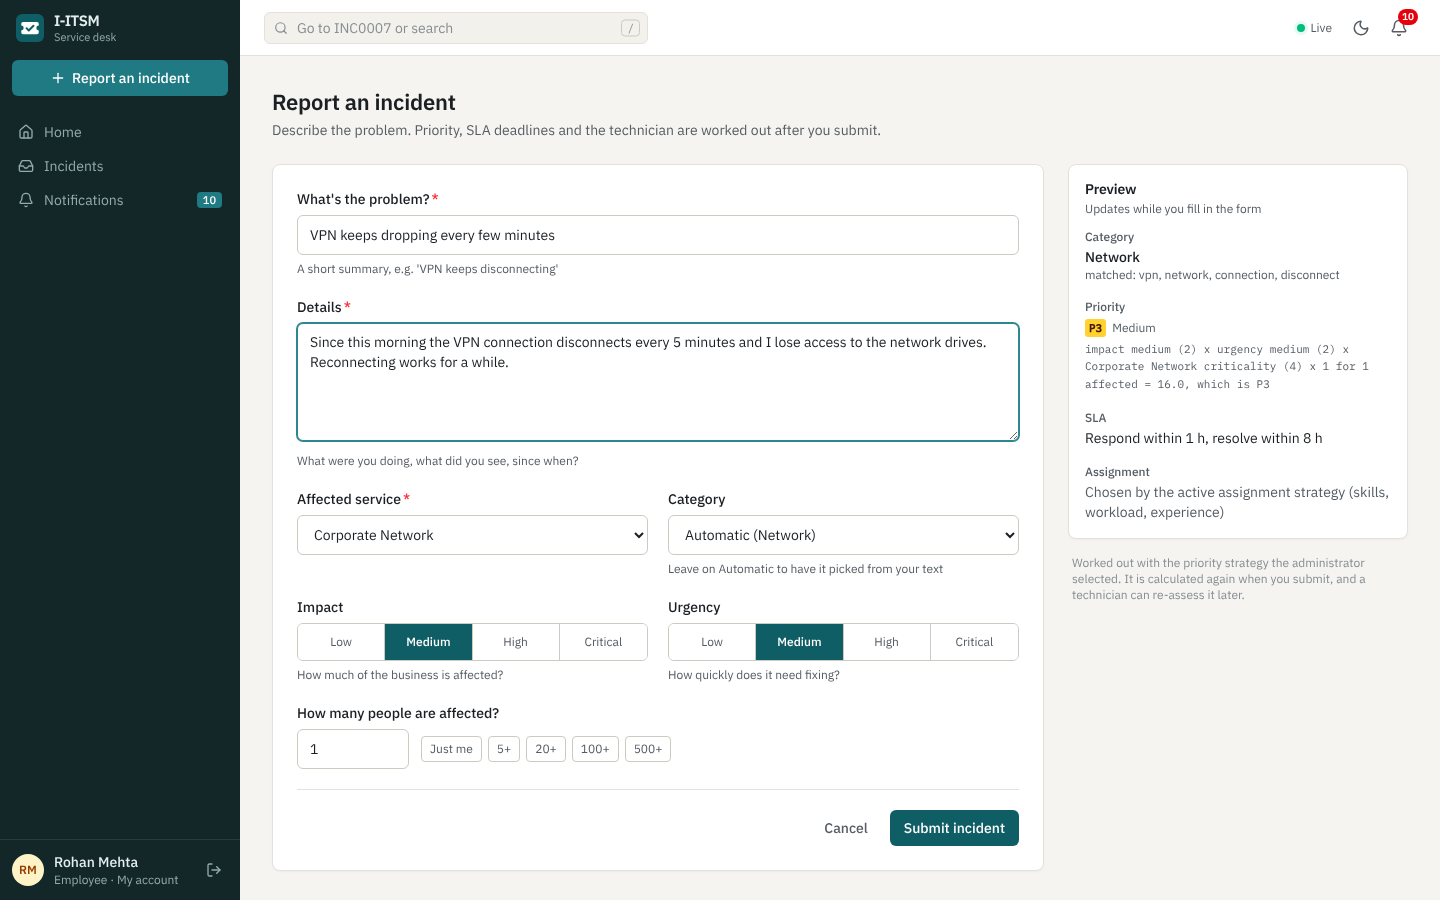 I-ITSM
Service desk
Report an incident
Home
Incidents
Notifications
10
Rohan Mehta
RM
Employee · My account
Go to INC0007 or search
/
Live
10
Report an incident
Describe the problem. Priority, SLA deadlines and the technician are worked out after you submit.
What's the problem? *
VPN keeps dropping every few minutes
A short summary, e.g. 'VPN keeps disconnecting'
Details *
Since this morning the VPN connection disconnects every 5 minutes and I lose access to the network drives.
Reconnecting works for a while.
What were you doing, what did you see, since when?
Affected service *
Corporate Network
Category
Automatic (Network)
Leave on Automatic to have it picked from your text
Impact
Low
Medium
High
Critical
How much of the business is affected?
Urgency
Low
Medium
High
Critical
How quickly does it need fixing?
How many people are affected?
1
Just me
5+
20+
100+
500+
Cancel
Submit incident
Preview
Updates while you fill in the form
Category
Network
matched: vpn, network, connection, disconnect
Priority
P3 Medium
impact medium (2) x urgency medium (2) x
Corporate Network criticality (4) x 1 for 1
affected = 16.0, which is P3
SLA
Respond within 1 h, resolve within 8 h
Assignment
Chosen by the active assignment strategy (skills,
workload, experience)
Worked out with the priority strategy the administrator
selected. It is calculated again when you submit, and a
technician can re-assess it later.